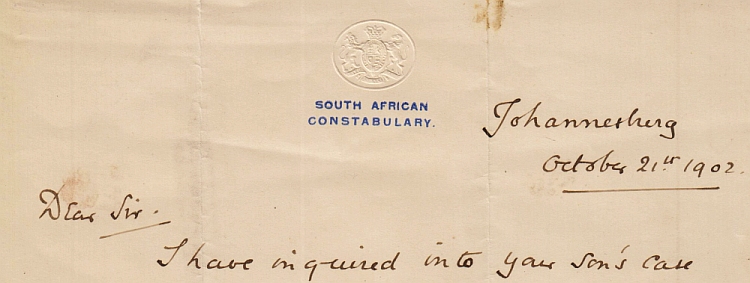 SOUTH AFRICAN
CONSTABULARY.
Johannesburg
October 21st 1902.
Dear Sir.
I have inquired into your son's case